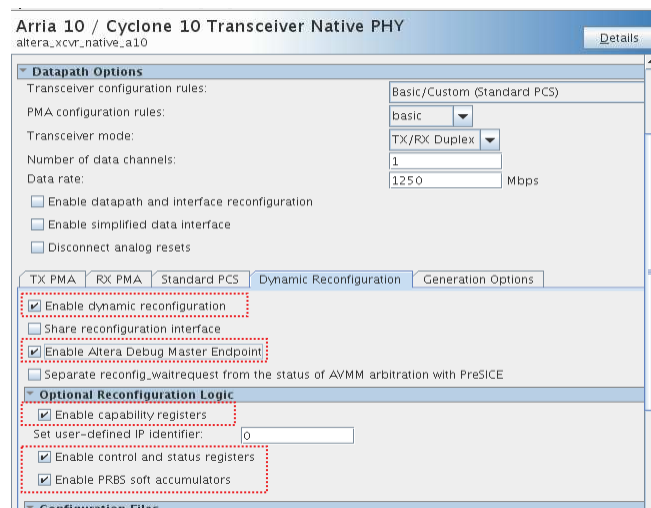 Arria 10 / Cyclone 10 Transceiver Native PHY
altera_xcvr_native_a10
Details
Datapath Options
Transceiver configuration rules: Basic/Custom (Standard PCS)
PMA configuration rules: basic
Transceiver mode: TX/RX Duplex
Number of data channels: 1
Data rate: 1250 Mbps
Enable datapath and interface reconfiguration
Enable simplified data interface
Disconnect analog resets
TX PMA RX PMA Standard PCS Dynamic Reconfiguration Generation Options
Enable dynamic reconfiguration
Share reconfiguration interface
Enable Altera Debug Master Endpoint
Separate reconfig_waitrequest from the status of AVMM arbitration with PreSICE
Optional Reconfiguration Logic
Enable capability registers
Set user-defined IP identifier: 0
Enable control and status registers
Enable PRBS soft accumulators
Configuration Files